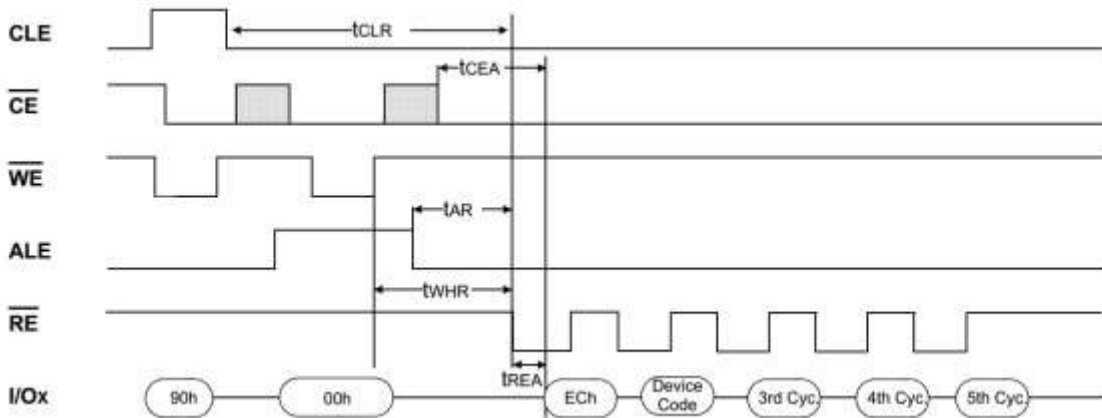 CLE
tCLR
tCEA
CE
WE
tAR
ALE
tWHR
RE
tREA
I/Ox
90h
00h
ECh
Device
Code
3rd Cyc.
4th Cyc.
5th Cyc.